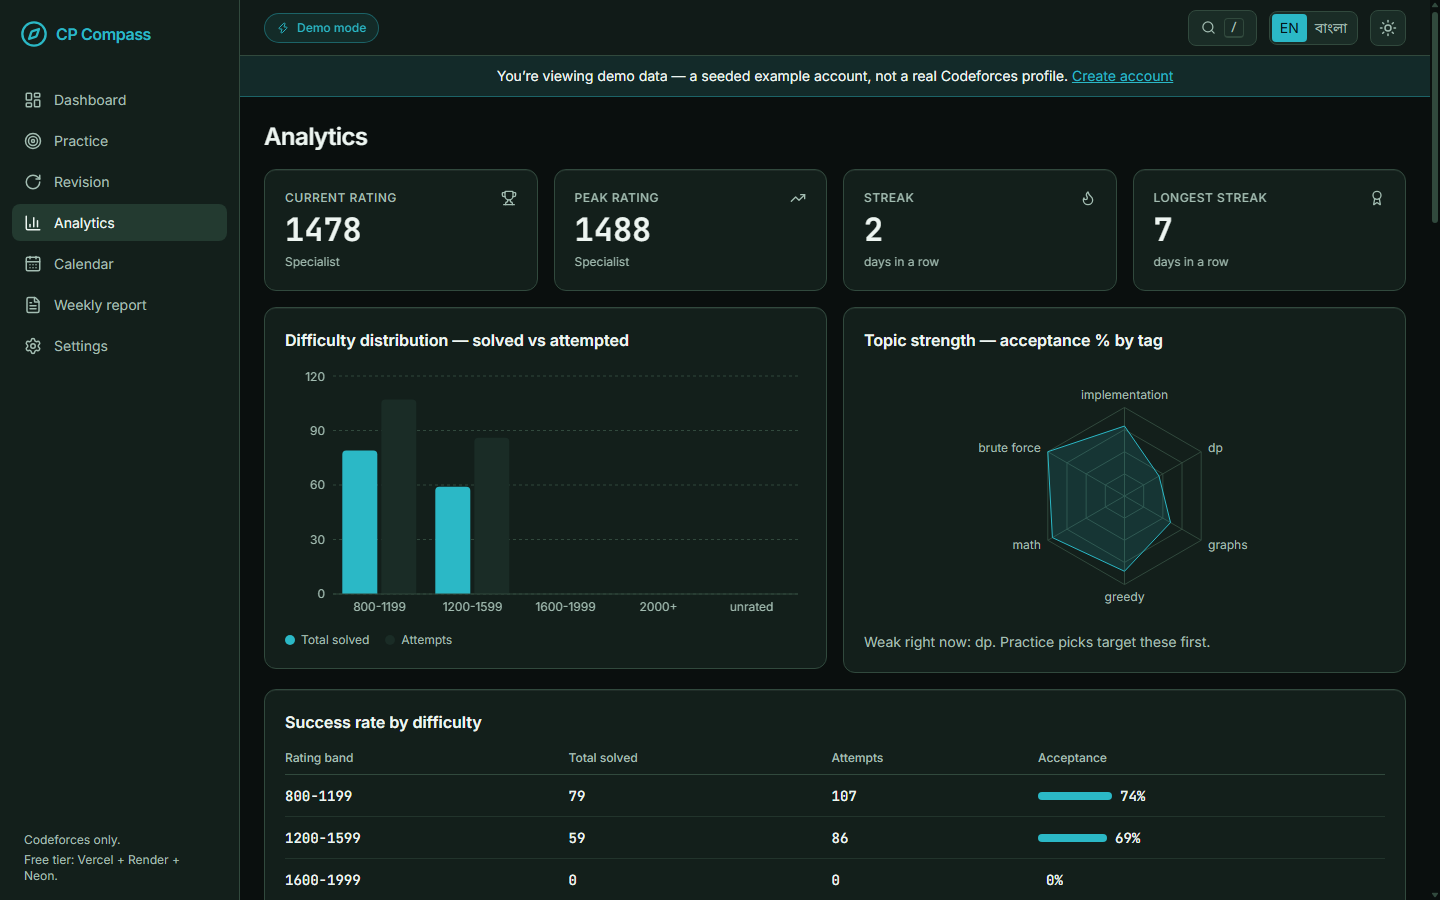 CP Compass
Dashboard
Practice
Revision
Analytics
Calendar
Weekly report
Settings
Codeforces only.
Free tier: Vercel + Render +
Neon.
Demo mode
/
EN
বাংলা
You’re viewing demo data — a seeded example account, not a real Codeforces profile. Create account
Analytics
CURRENT RATING
1478
Specialist
PEAK RATING
1488
Specialist
STREAK
2
days in a row
LONGEST STREAK
7
days in a row
Difficulty distribution — solved vs attempted
120
90
60
30
0
800-1199 1200-1599 1600-1999 2000+ unrated
Total solved Attempts
Topic strength — acceptance % by tag
implementation
brute force dp
math graphs
greedy
Weak right now: dp. Practice picks target these first.
Success rate by difficulty
Rating band Total solved Attempts Acceptance
800-1199 79 107 74%
1200-1599 59 86 69%
1600-1999 0 0 0%